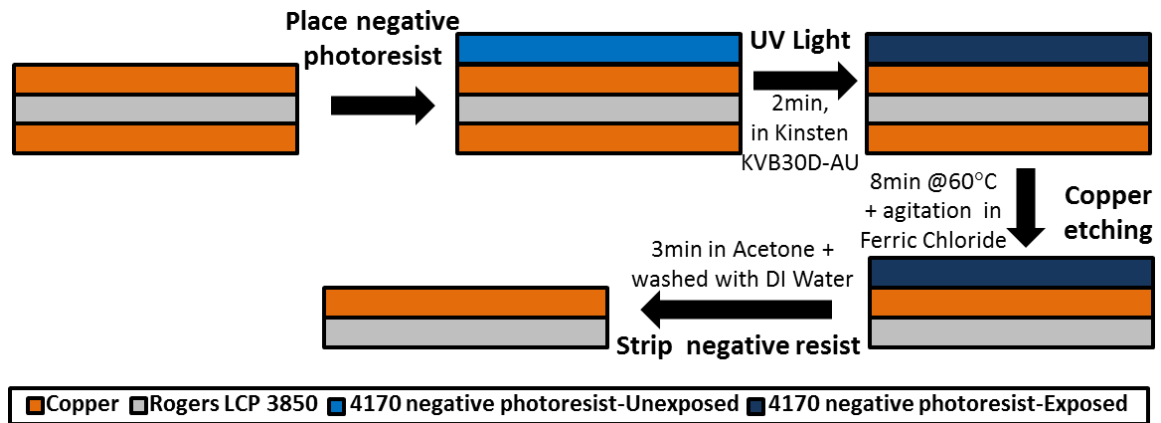 Place negative
photoresist
UV Light
2min,
in Kinsten
KVB30D-AU
8min @60°C
+ agitation in
Ferric Chloride
Copper
etching
3min in Acetone +
washed with DI Water
Strip negative resist
Copper Rogers LCP 3850 4170 negative photoresist-Unexposed 4170 negative photoresist-Exposed